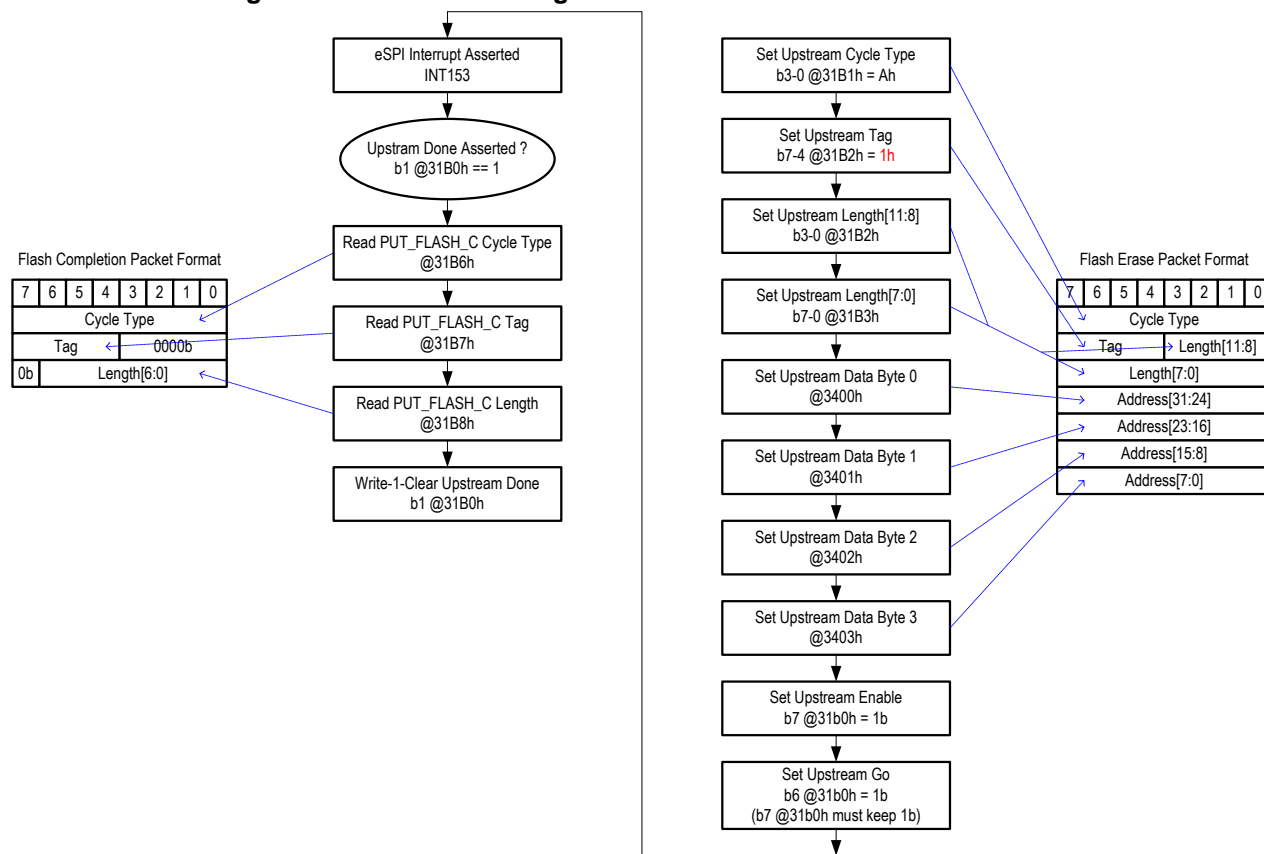 eSPI Interrupt Asserted
INT153
Upstram Done Asserted ?
b1 @31B0h == 1
Read PUT_FLASH_C Cycle Type
@31B6h
Read PUT_FLASH_C Tag
@31B7h
Read PUT_FLASH_C Length
@31B8h
Write-1-Clear Upstream Done
b1 @31B0h
Flash Completion Packet Format
7 6 5 4 3 2 1 0
Cycle Type
Tag 0000b
0b Length[6:0]
Set Upstream Cycle Type
b3-0 @31B1h = Ah
Set Upstream Tag
b7-4 @31B2h = 1h
Set Upstream Length[11:8]
b3-0 @31B2h
Set Upstream Length[7:0]
b7-0 @31B3h
Set Upstream Data Byte 0
@3400h
Set Upstream Data Byte 1
@3401h
Set Upstream Data Byte 2
@3402h
Set Upstream Data Byte 3
@3403h
Set Upstream Enable
b7 @31b0h = 1b
Set Upstream Go
b6 @31b0h = 1b
(b7 @31b0h must keep 1b)
Flash Erase Packet Format
7 6 5 4 3 2 1 0
Cycle Type
Tag Length[11:8]
Length[7:0]
Address[31:24]
Address[23:16]
Address[15:8]
Address[7:0]